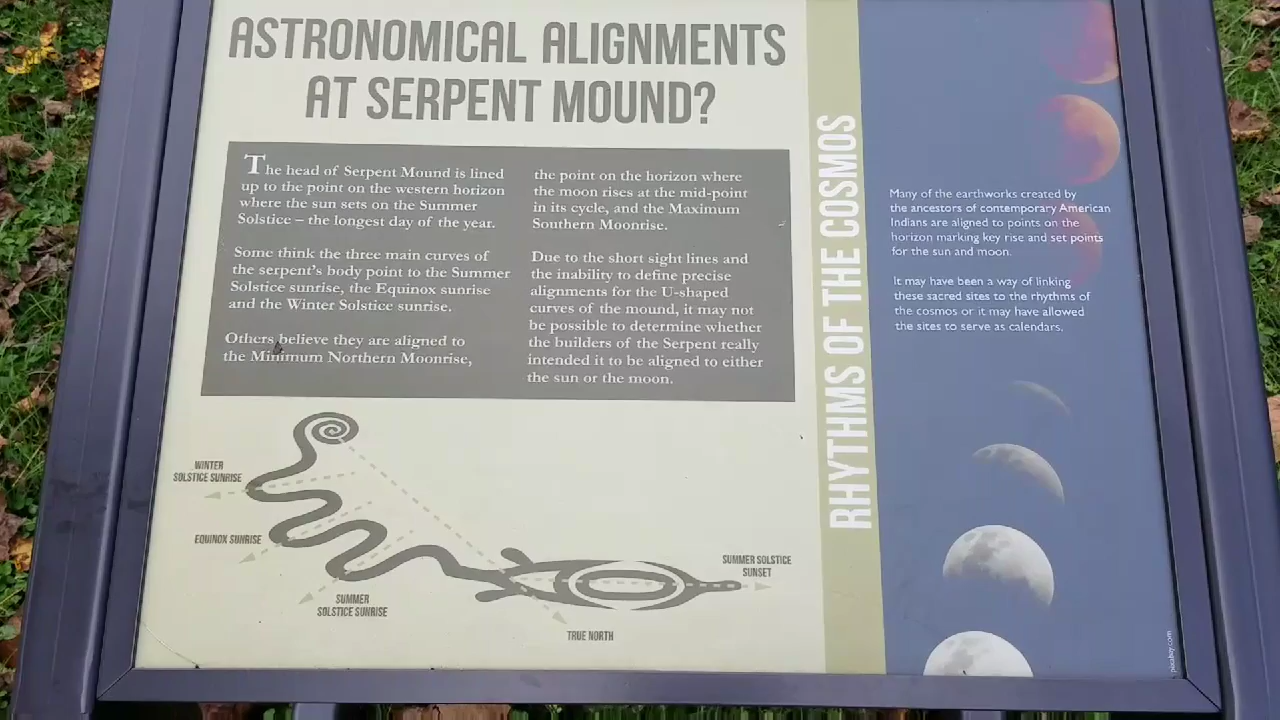 ASTRONOMICAL ALIGNMENTS
AT SERPENT MOUND?
The head of Serpent Mound is lined
up to the point on the western horizon
where the sun sets on the Summer
Solstice – the longest day of the year.
Some think the three main curves of
the serpent's body point to the Summer
Solstice sunrise, the Equinox sunrise
and the Winter Solstice sunrise.
Others believe they are aligned to
the Minimum Northern Moonrise,
the point on the horizon where
the moon rises at the mid-point
in its cycle, and the Maximum
Southern Moonrise.
Due to the short sight lines and
the inability to define precise
alignments for the U-shaped
curves of the mound, it may not
be possible to determine whether
the builders of the Serpent really
intended it to be aligned to either
the sun or the moon.
WINTER
SOLSTICE SUNRISE
EQUINOX SUNRISE
SUMMER
SOLSTICE SUNRISE
TRUE NORTH
SUMMER SOLSTICE
SUNSET
RHYTHMS OF THE COSMOS
Many of the earthworks created by
the ancestors of contemporary American
Indians are aligned to points on the
horizon marking key rise and set points
for the sun and moon.
It may have been a way of linking
these sacred sites to the rhythms of
the cosmos or it may have allowed
the sites to serve as calendars.
pixabay.com